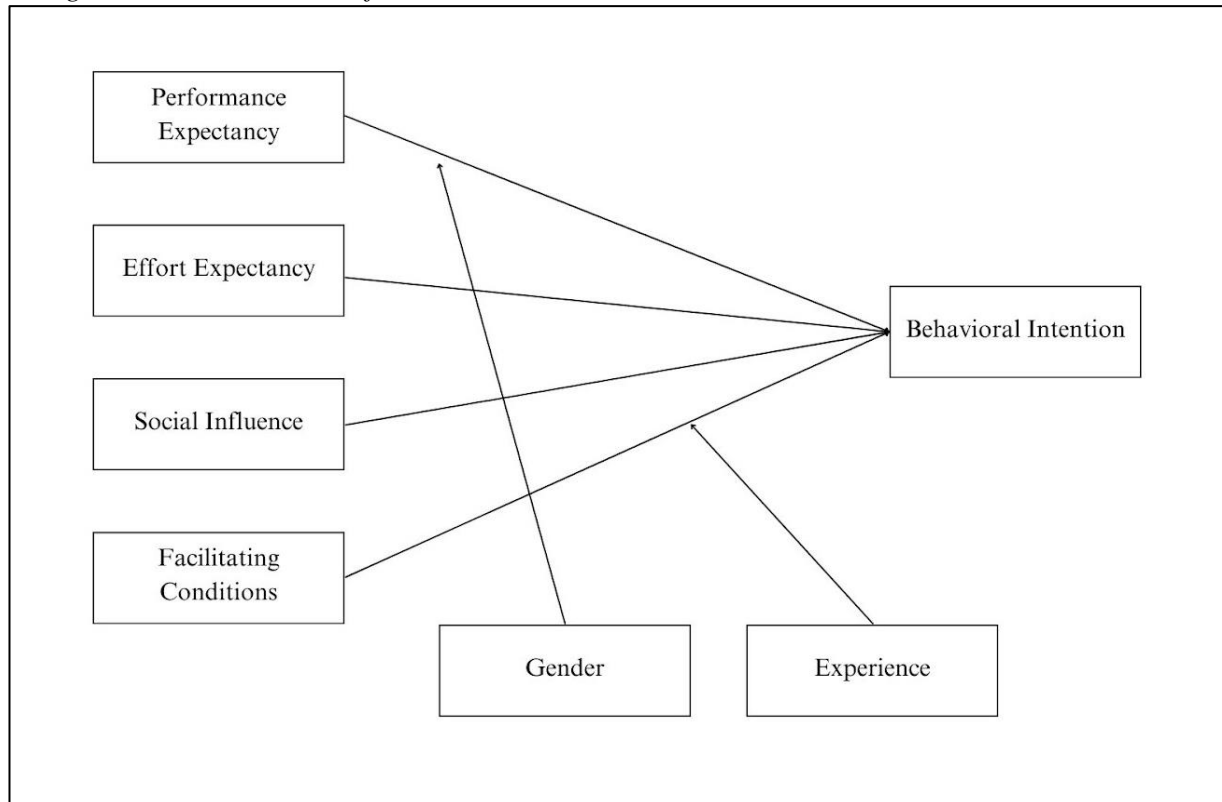 Performance
Expectancy
Effort Expectancy
Behavioral Intention
Social Influence
Facilitating
Conditions
Gender
Experience